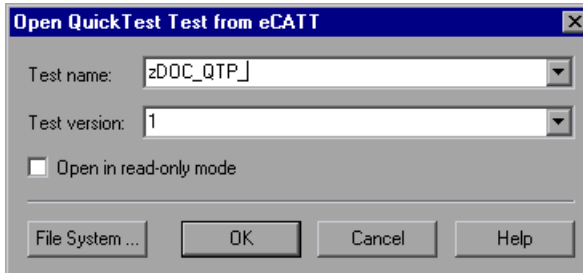 Open QuickTest Test from eCATT
Test name: zDOC_QTP_
Test version: 1
Open in read-only mode
File System ... OK Cancel Help